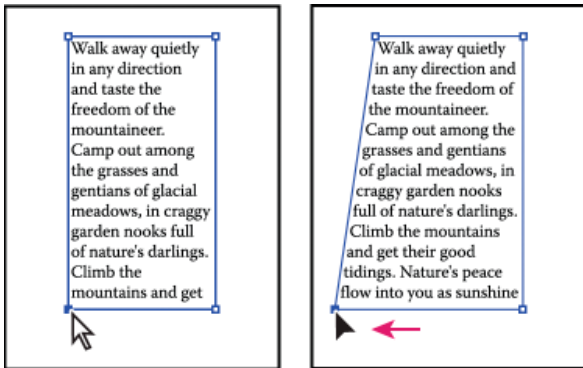 Walk away quietly
in any direction
and taste the
freedom of the
mountaineer.
Camp out among
the grasses and
gentians of glacial
meadows, in craggy
garden nooks full
of nature's darlings.
Climb the
mountains and get
Walk away quietly
in any direction and
taste the freedom of
the mountaineer.
Camp out among the
grasses and gentians
of glacial meadows, in
craggy garden nooks
full of nature's darlings.
Climb the mountains
and get their good
tidings. Nature's peace
flow into you as sunshine